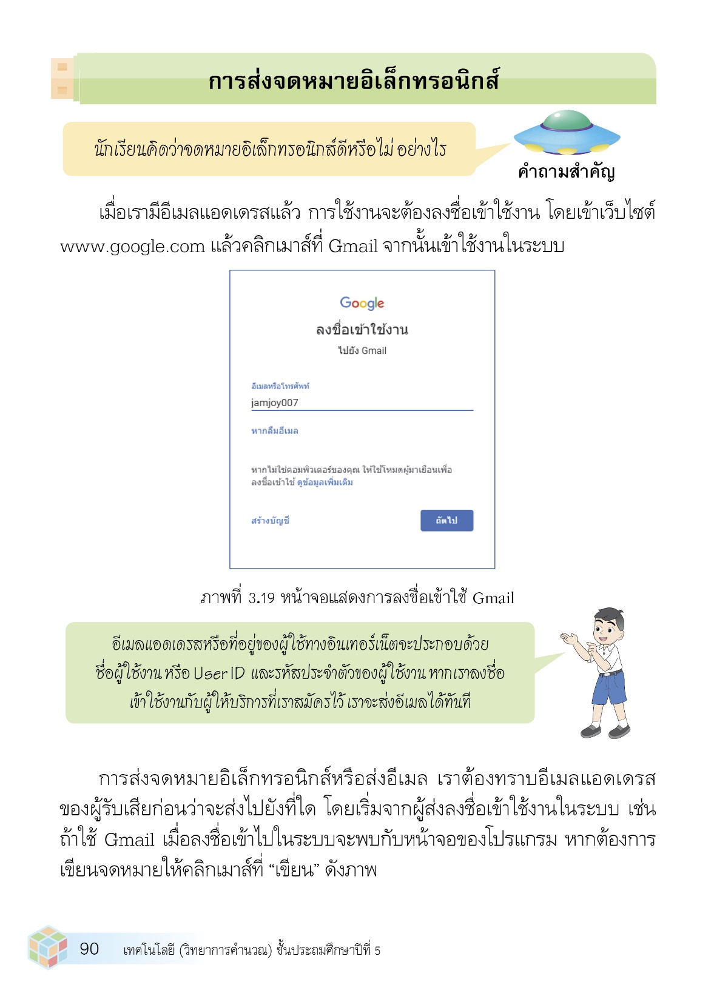 การส่งจดหมายอิเล็กทรอนิกส์
นักเรียนคิดว่าจดหมายอิเล็กทรอนิกส์ดีหรือไม่ อย่างไร
คำถามสำคัญ
เมื่อเรามีอีเมลแอดเดรสแล้ว การใช้งานจะต้องลงชื่อเข้าใช้งาน โดยเข้าเว็บไซต์
www.google.com แล้วคลิกเมาส์ที่ Gmail จากนั้นเข้าใช้งานในระบบ
Google
ลงชื่อเข้าใช้งาน
ไปยัง Gmail
อีเมลหรือโทรศัพท์
jamjoy007
หากลืมอีเมล
หากไม่ใช่คอมพิวเตอร์ของคุณ ให้ใช้โหมดผู้มาเยือนเพื่อ
ลงชื่อเข้าใช้ ดูข้อมูลเพิ่มเติม
สร้างบัญชี
ถัดไป
ภาพที่ 3.19 หน้าจอแสดงการลงชื่อเข้าใช้ Gmail
อีเมลแอดเดรสหรือที่อยู่ของผู้ใช้ทางอินเทอร์เน็ตจะประกอบด้วย
ชื่อผู้ใช้งาน หรือ User ID และรหัสประจำตัวของผู้ใช้งาน หากเราลงชื่อ
เข้าใช้งานกับผู้ให้บริการที่เราสมัครไว้ เราจะส่งอีเมลได้ทันที
การส่งจดหมายอิเล็กทรอนิกส์หรือส่งอีเมล เราต้องทราบอีเมลแอดเดรส
ของผู้รับเสียก่อนว่าจะส่งไปยังที่ใด โดยเริ่มจากผู้ส่งลงชื่อเข้าใช้งานในระบบ เช่น
ถ้าใช้ Gmail เมื่อลงชื่อเข้าไปในระบบจะพบกับหน้าจอของโปรแกรม หากต้องการ
เขียนจดหมายให้คลิกเมาส์ที่ “เขียน” ดังภาพ
90 เทคโนโลยี (วิทยาการคำนวณ) ชั้นประถมศึกษาปีที่ 5